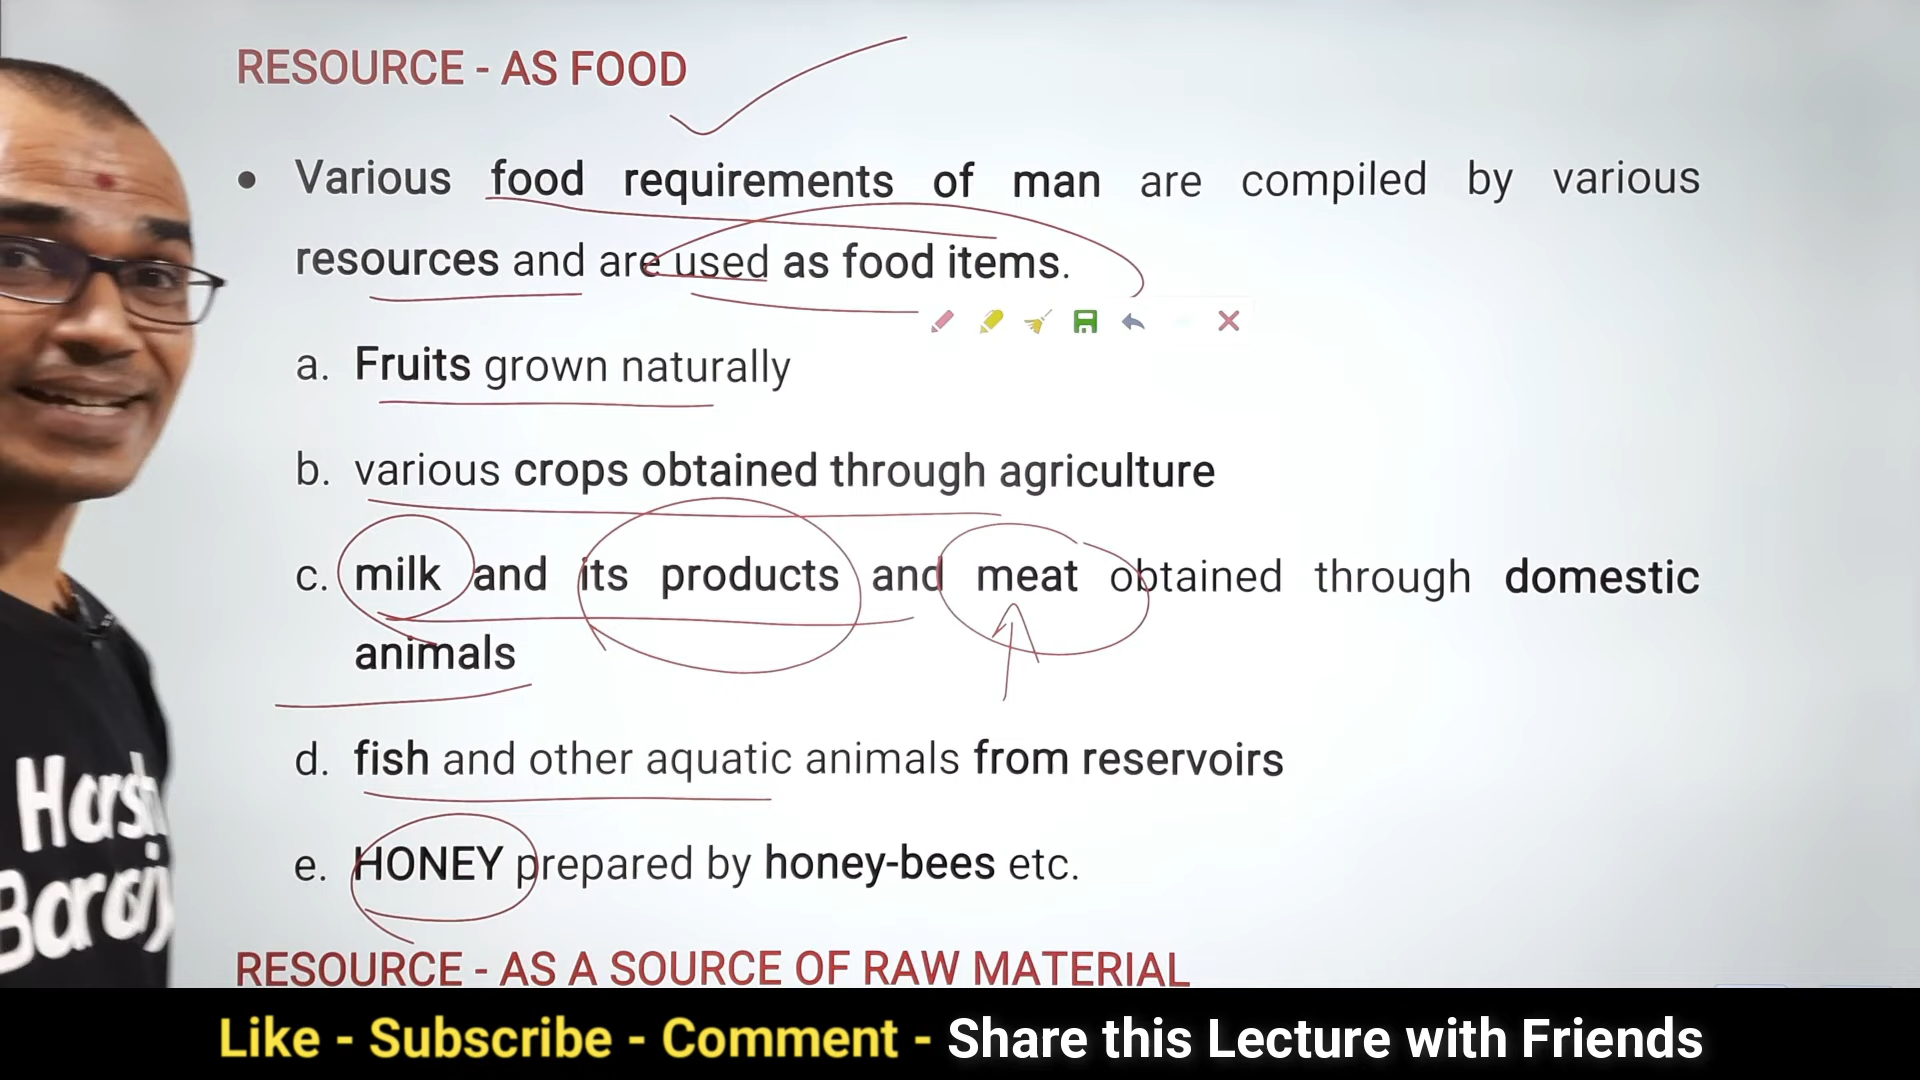 RESOURCE - AS FOOD
• Various food requirements of man are compiled by various
resources and are used as food items.
a. Fruits grown naturally
b. various crops obtained through agriculture
c. milk and its products and meat obtained through domestic
animals
d. fish and other aquatic animals from reservoirs
e. HONEY prepared by honey-bees etc.
RESOURCE - AS A SOURCE OF RAW MATERIAL
Harsh
Baraiy
Like - Subscribe - Comment - Share this Lecture with Friends